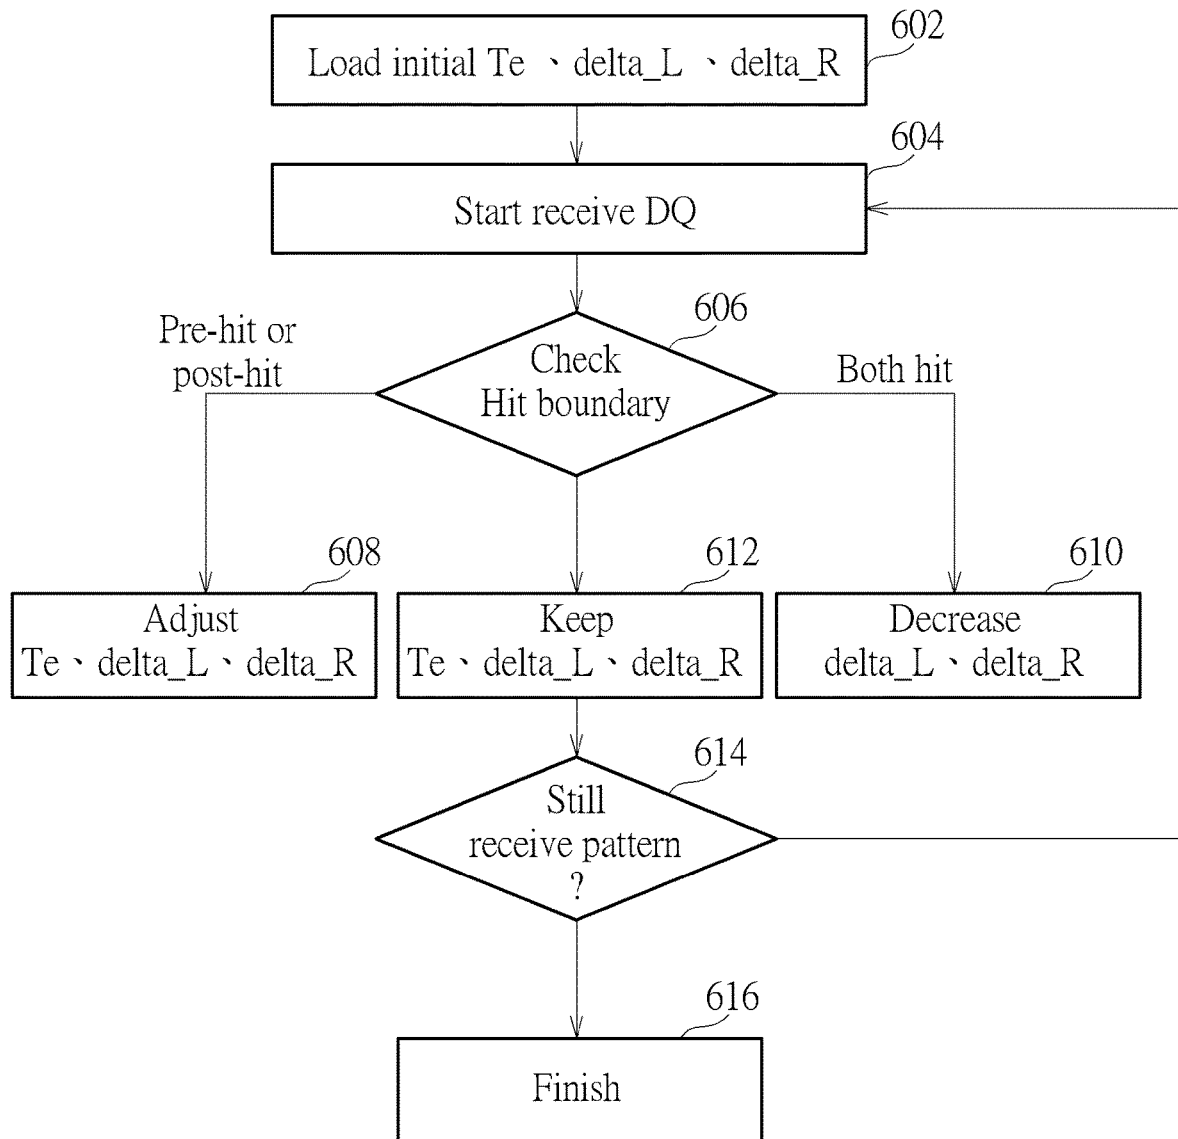 602
Load initial Te、delta_L、delta_R
604
Start receive DQ
606
Pre-hit or
post-hit
Check
Hit boundary
Both hit
608
612
610
Adjust
Te、delta_L、delta_R
Keep
Te、delta_L、delta_R
Decrease
delta_L、delta_R
614
Still
receive pattern
?
616
Finish